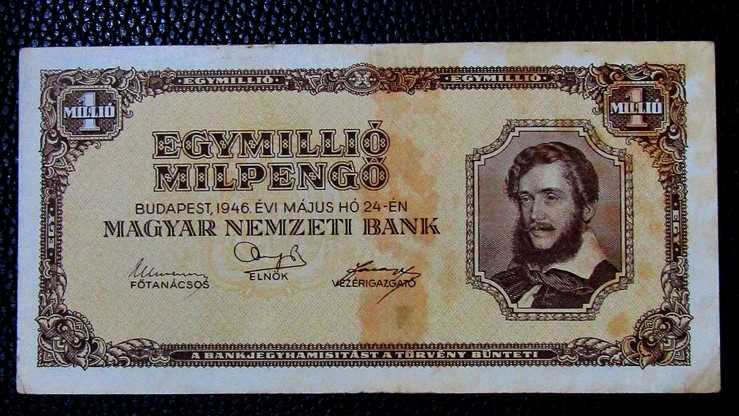 EGYMILLIÓ EGYMILLIÓ
1 MILLIÓ
1 MILLIÓ
EGYMILLIÓ
MILPENGŐ
BUDAPEST, 1946. ÉVI MÁJUS HÓ 24-ÉN
MAGYAR NEMZETI BANK
FŐTANÁCSOS
ELNÖK
VEZÉRIGAZGATÓ
A BANKJEGYHAMISITÁST A TÖRVÉNY BÜNTETI